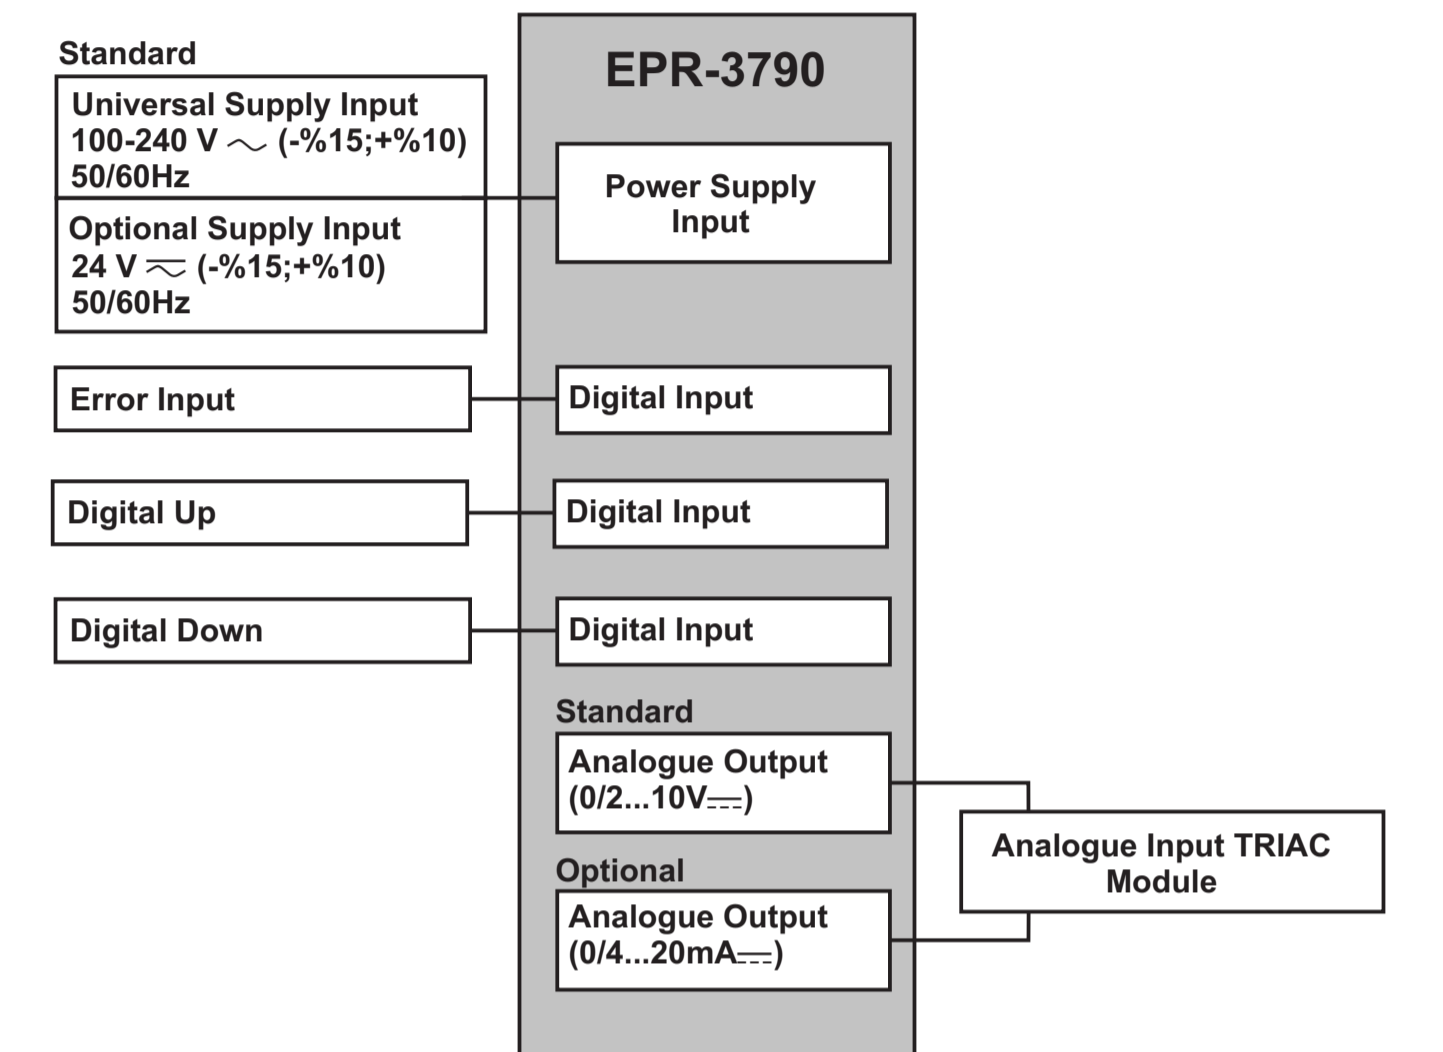 Standard
Universal Supply Input
100-240 V ～ (-%15;+%10)
50/60Hz
Optional Supply Input
24 V ⏦ (-%15;+%10)
50/60Hz
Error Input
Digital Up
Digital Down
EPR-3790
Power Supply
Input
Digital Input
Digital Input
Digital Input
Standard
Analogue Output
(0/2...10V⎓)
Optional
Analogue Output
(0/4...20mA⎓)
Analogue Input TRIAC
Module